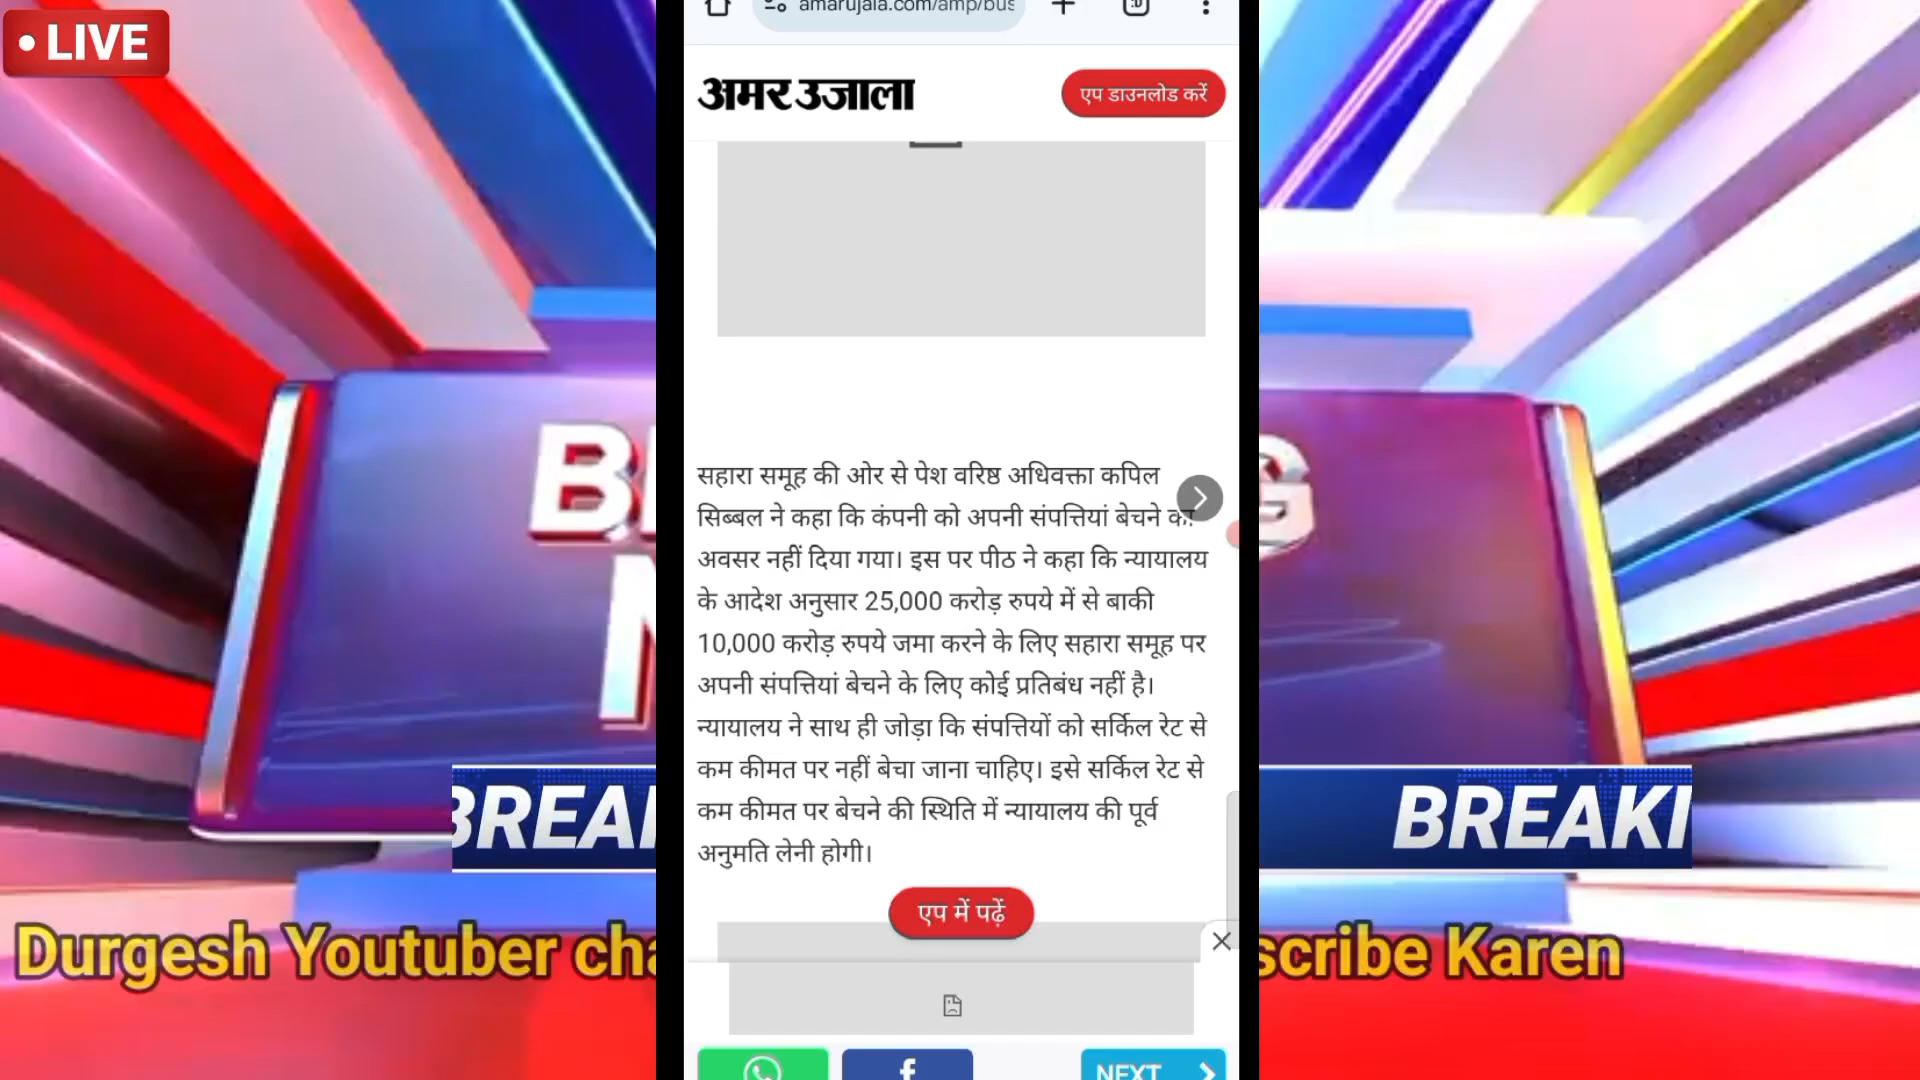 LIVE
amarujala.com/amp/bus
अमर उजाला
एप डाउनलोड करें
सहारा समूह की ओर से पेश वरिष्ठ अधिवक्ता कपिल
सिब्बल ने कहा कि कंपनी को अपनी संपत्तियां बेचने का
अवसर नहीं दिया गया। इस पर पीठ ने कहा कि न्यायालय
के आदेश अनुसार 25,000 करोड़ रुपये में से बाकी
10,000 करोड़ रुपये जमा करने के लिए सहारा समूह पर
अपनी संपत्तियां बेचने के लिए कोई प्रतिबंध नहीं है।
न्यायालय ने साथ ही जोड़ा कि संपत्तियों को सर्किल रेट से
कम कीमत पर नहीं बेचा जाना चाहिए। इसे सर्किल रेट से
कम कीमत पर बेचने की स्थिति में न्यायालय की पूर्व
अनुमति लेनी होगी।
एप में पढ़ें
BREAK BREAKI
Durgesh Youtuber cha scribe Karen
NEXT